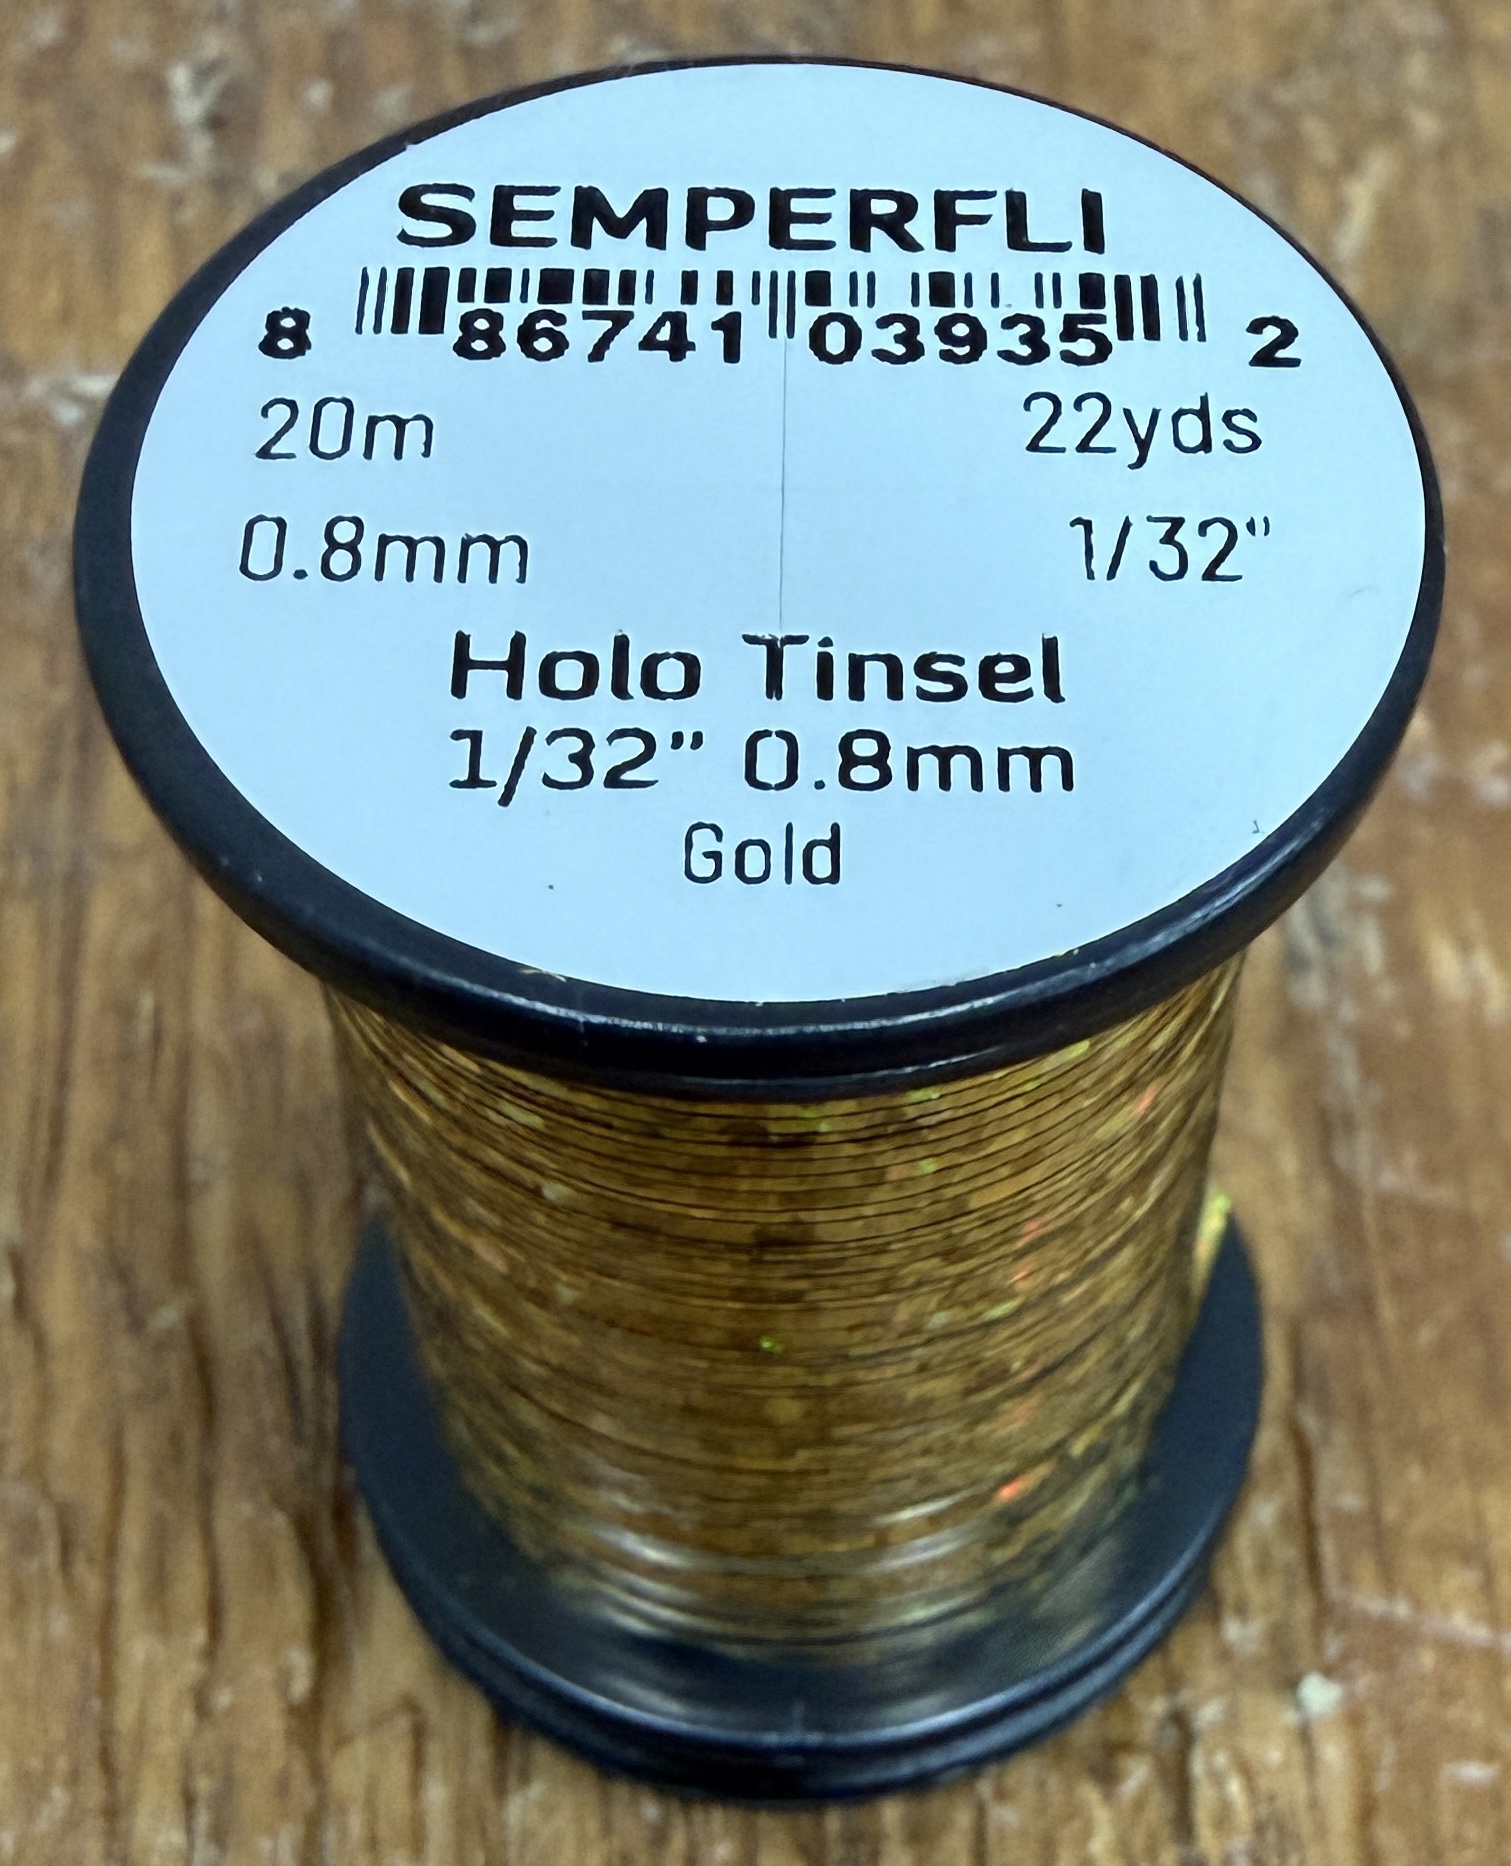 SEMPERFLI
8 86741 03935 2
20m 22yds
0.8mm 1/32"
Holo Tinsel
1/32" 0.8mm
Gold